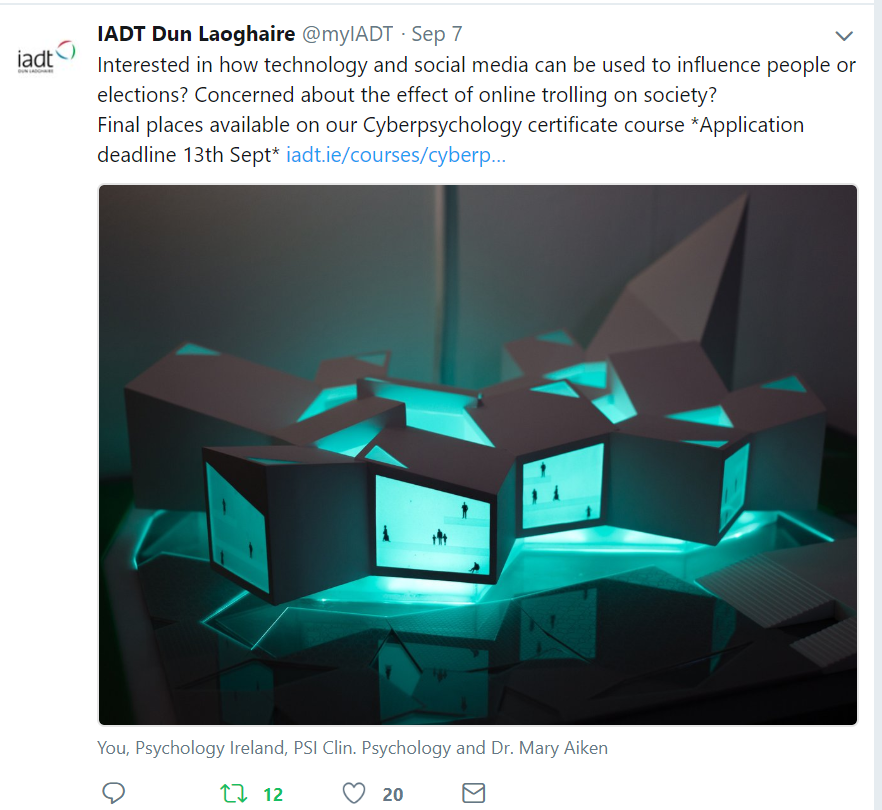 IADT Dun Laoghaire @myIADT · Sep 7
iadt
DUN LAOGHAIRE
Interested in how technology and social media can be used to influence people or
elections? Concerned about the effect of online trolling on society?
Final places available on our Cyberpsychology certificate course *Application
deadline 13th Sept* iadt.ie/courses/cyberp...
You, Psychology Ireland, PSI Clin. Psychology and Dr. Mary Aiken
12 20